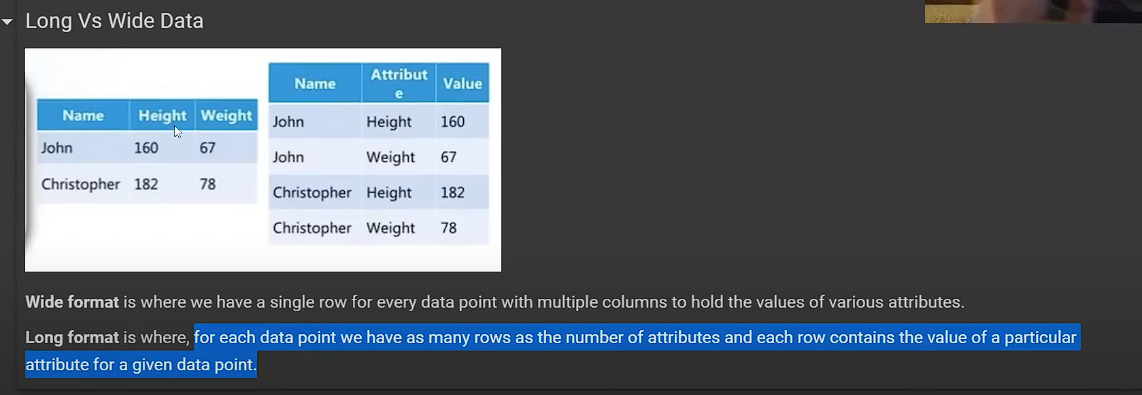 Long Vs Wide Data
Name Height Weight
John 160 67
Christopher 182 78
Name Attribut
e Value
John Height 160
John Weight 67
Christopher Height 182
Christopher Weight 78
Wide format is where we have a single row for every data point with multiple columns to hold the values of various attributes.
Long format is where, for each data point we have as many rows as the number of attributes and each row contains the value of a particular
attribute for a given data point.